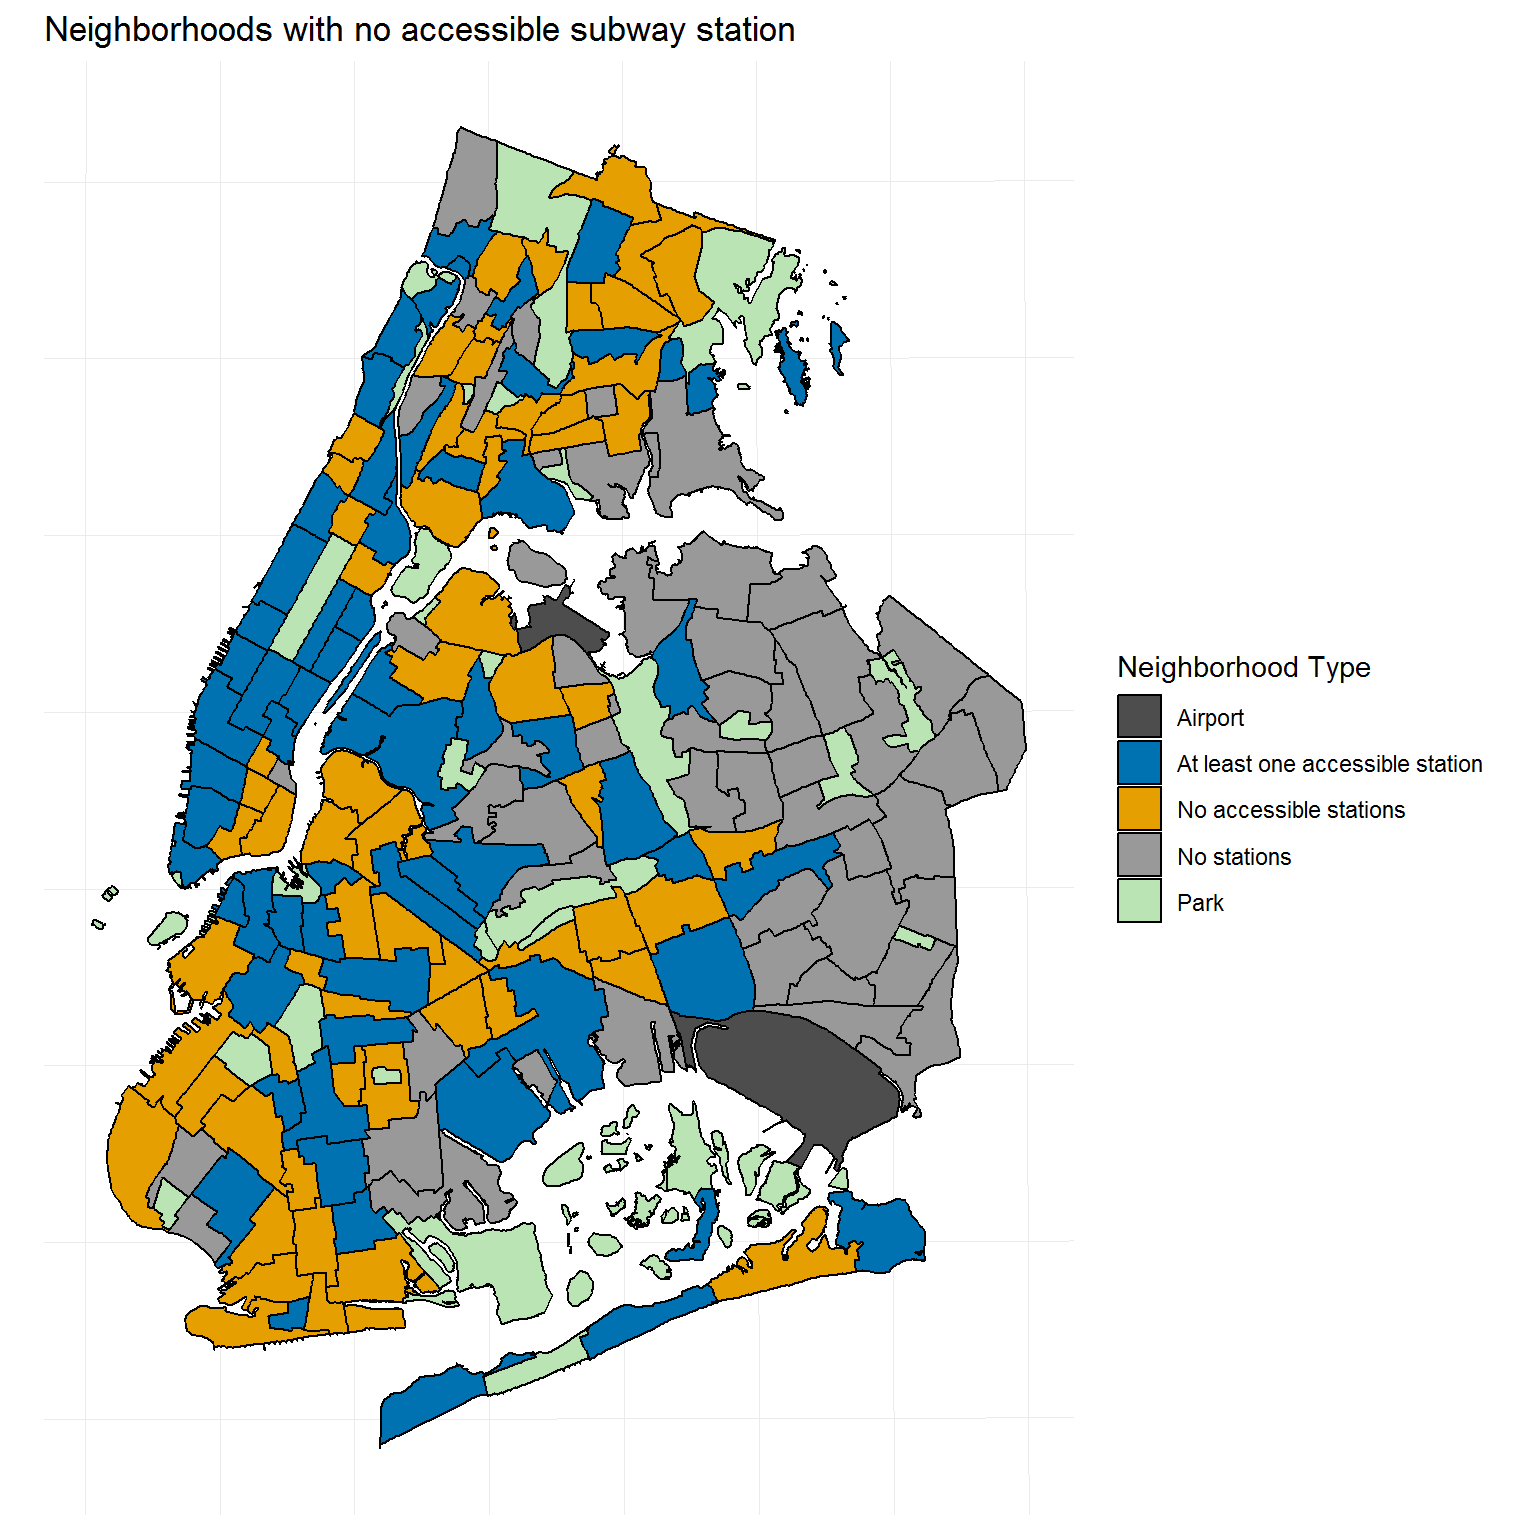 Neighborhoods with no accessible subway station
Neighborhood Type
Airport
At least one accessible station
No accessible stations
No stations
Park